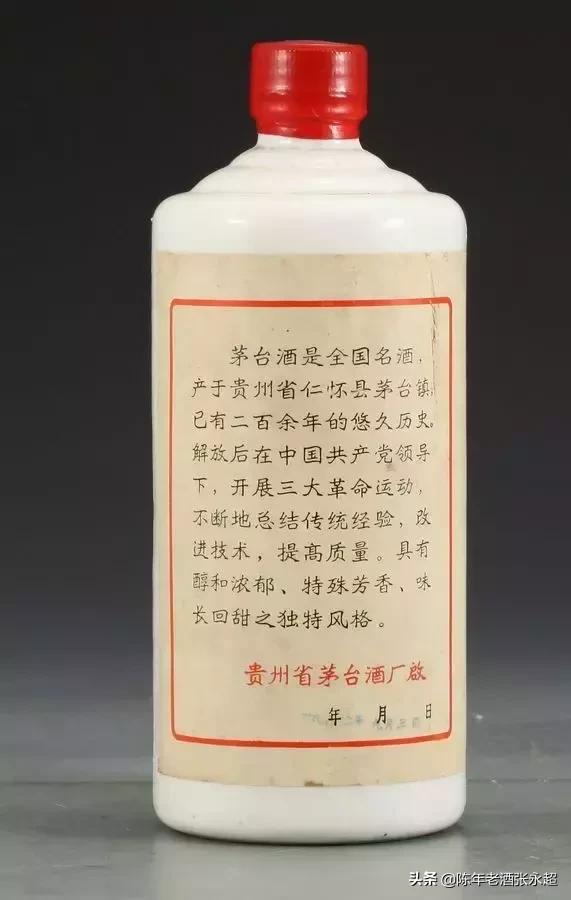 茅台酒是全国名酒，
产于贵州省仁怀县茅台镇，
已有二百余年的悠久历史。
解放后在中国共产党领导
下，开展三大革命运动，
不断地总结传统经验，改
进技术，提高质量。具有
醇和浓郁、特殊芳香、味
长回甜之独特风格。
贵州省茅台酒厂啟
年 月 日
头条 @陈年老酒张永超